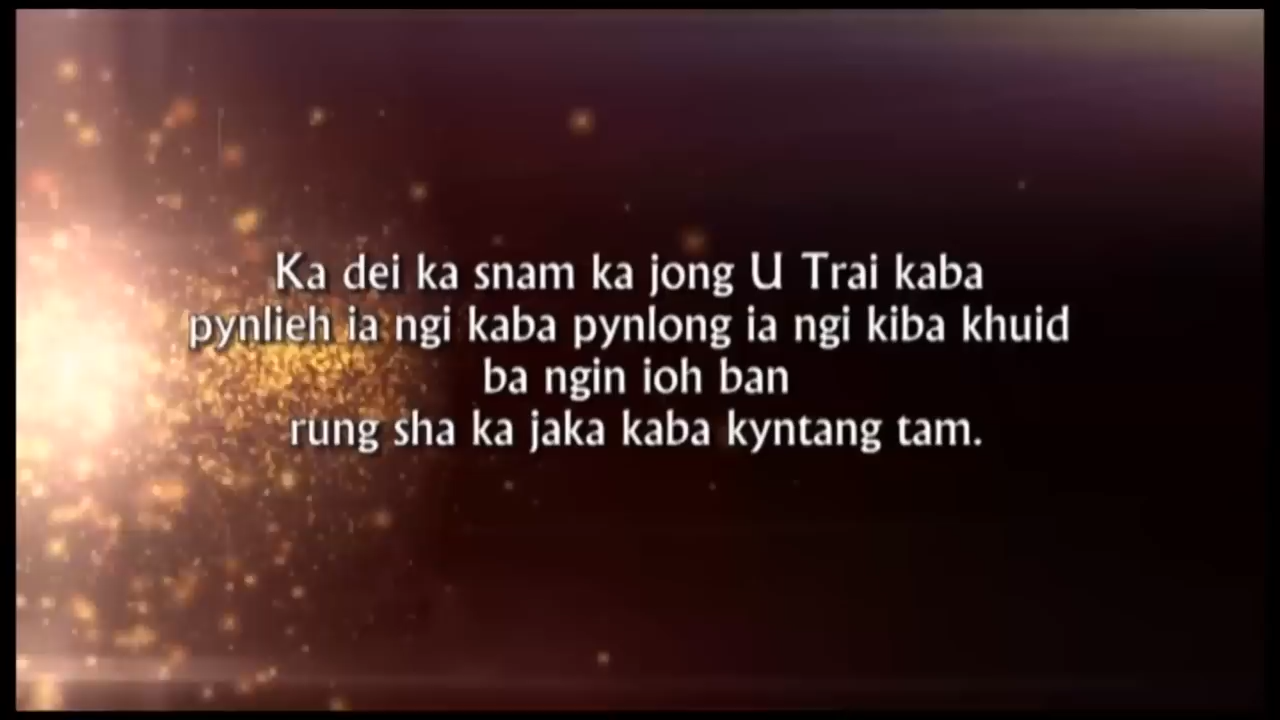 Ka dei ka snam ka jong U Trai kaba
pynlieh ia ngi kaba pynlong ia ngi kiba khuid
ba ngin ioh ban
rung sha ka jaka kaba kyntang tam.